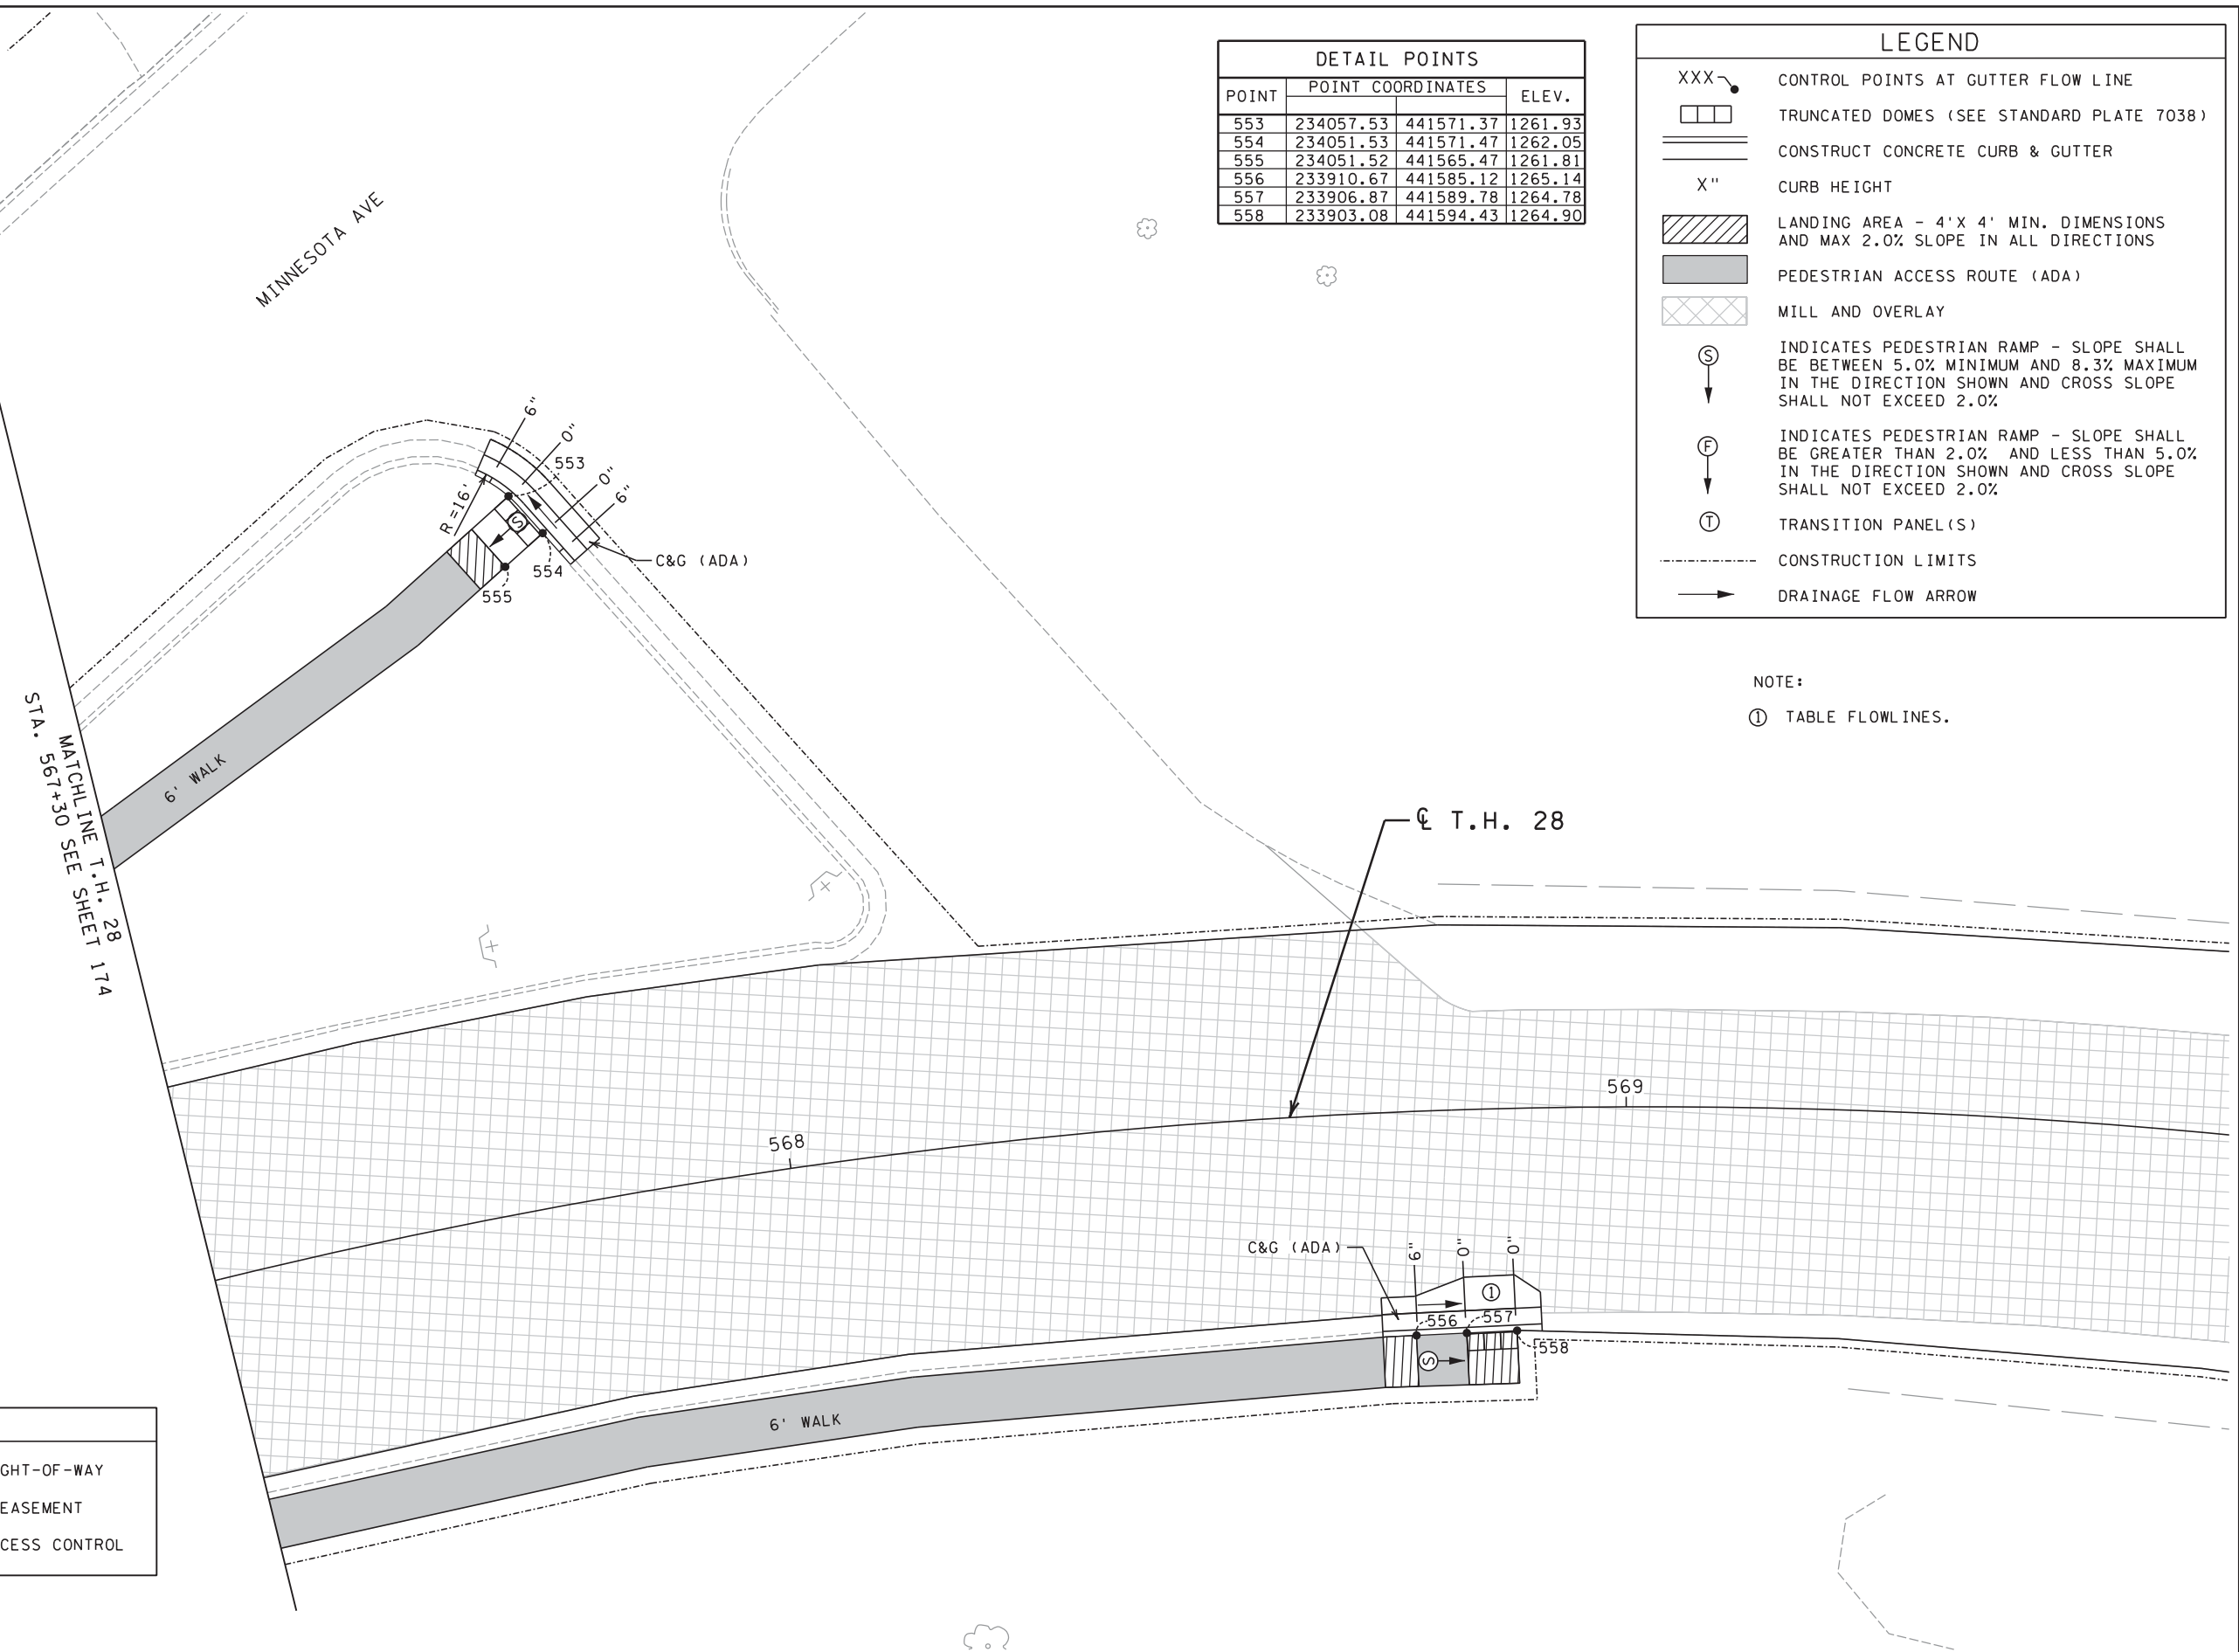 DETAIL POINTS
POINT POINT COORDINATES ELEV.
553 234057.53 441571.37 1261.93
554 234051.53 441571.47 1262.05
555 234051.52 441565.47 1261.81
556 233910.67 441585.12 1265.14
557 233906.87 441589.78 1264.78
558 233903.08 441594.43 1264.90
LEGEND
XXX CONTROL POINTS AT GUTTER FLOW LINE
TRUNCATED DOMES (SEE STANDARD PLATE 7038)
CONSTRUCT CONCRETE CURB & GUTTER
X" CURB HEIGHT
LANDING AREA - 4'X 4' MIN. DIMENSIONS
AND MAX 2.0% SLOPE IN ALL DIRECTIONS
PEDESTRIAN ACCESS ROUTE (ADA)
MILL AND OVERLAY
S INDICATES PEDESTRIAN RAMP - SLOPE SHALL
BE BETWEEN 5.0% MINIMUM AND 8.3% MAXIMUM
IN THE DIRECTION SHOWN AND CROSS SLOPE
SHALL NOT EXCEED 2.0%
F INDICATES PEDESTRIAN RAMP - SLOPE SHALL
BE GREATER THAN 2.0% AND LESS THAN 5.0%
IN THE DIRECTION SHOWN AND CROSS SLOPE
SHALL NOT EXCEED 2.0%
T TRANSITION PANEL(S)
CONSTRUCTION LIMITS
DRAINAGE FLOW ARROW
NOTE:
① TABLE FLOWLINES.
MINNESOTA AVE
6"
0"
553
0"
6"
R=16'
S
C&G (ADA)
554
555
6' WALK
MATCHLINE T.H. 28
STA. 567+30 SEE SHEET 174
℄ T.H. 28
569
568
C&G (ADA)
6"
0"
0"
①
556
557
558
S
6' WALK
GHT-OF-WAY
EASEMENT
CESS CONTROL